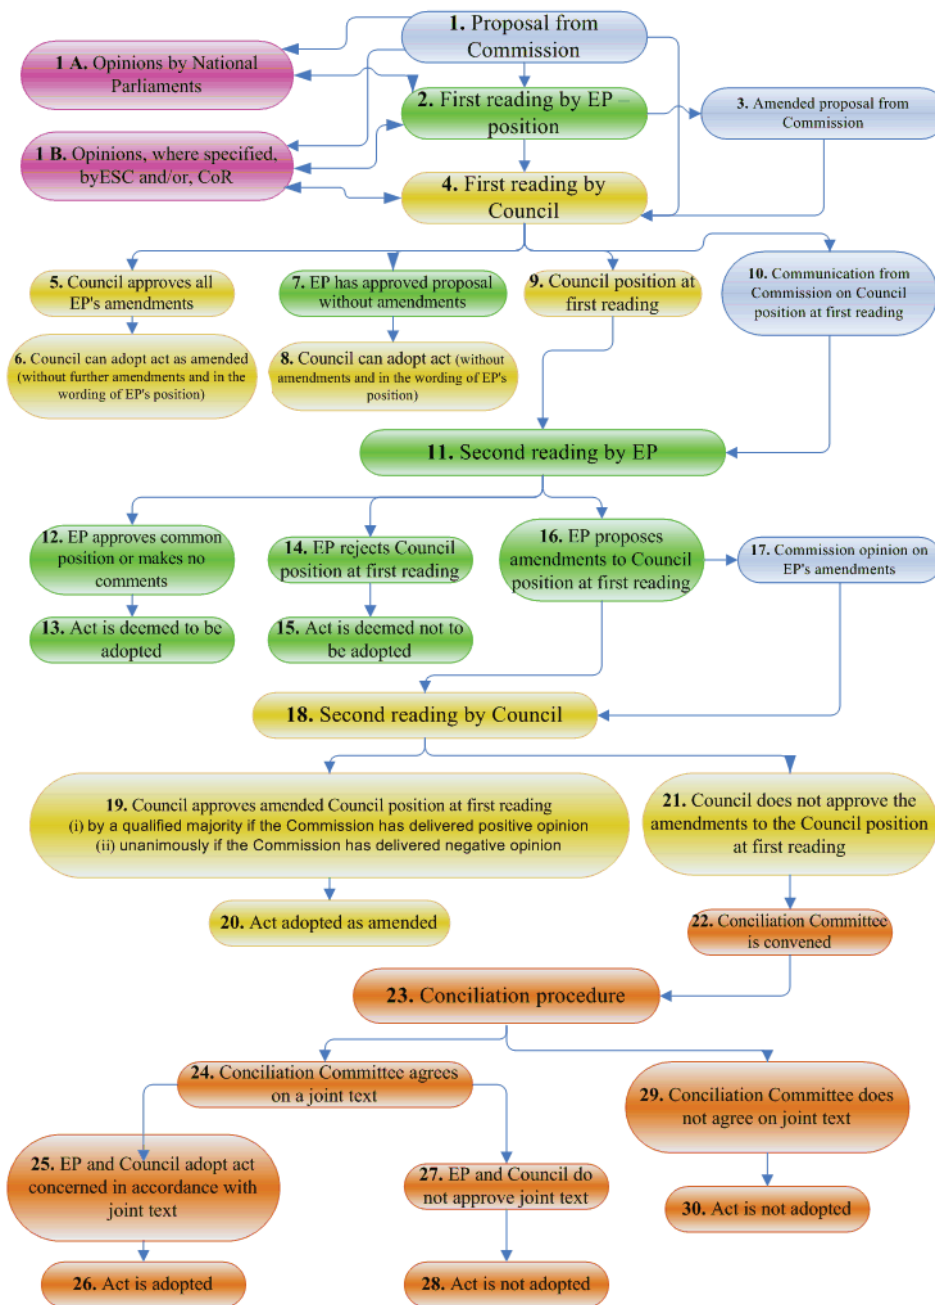 1. Proposal from
Commission
1 A. Opinions by National
Parliaments
2. First reading by EP –
position
3. Amended proposal from
Commission
1 B. Opinions, where specified,
byESC and/or, CoR
4. First reading by
Council
5. Council approves all
EP's amendments
7. EP has approved proposal
without amendments
9. Council position at
first reading
10. Communication from
Commission on Council
position at first reading
6. Council can adopt act as amended
(without further amendments and in the
wording of EP's position)
8. Council can adopt act (without
amendments and in the wording of EP's
position)
11. Second reading by EP
12. EP approves common
position or makes no
comments
14. EP rejects Council
position at first reading
16. EP proposes
amendments to Council
position at first reading
17. Commission opinion on
EP's amendments
13. Act is deemed to be
adopted
15. Act is deemed not to
be adopted
18. Second reading by Council
19. Council approves amended Council position at first reading
(i) by a qualified majority if the Commission has delivered positive opinion
(ii) unanimously if the Commission has delivered negative opinion
21. Council does not approve the
amendments to the Council position
at first reading
20. Act adopted as amended
22. Conciliation Committee
is convened
23. Conciliation procedure
24. Conciliation Committee agrees
on a joint text
29. Conciliation Committee does
not agree on joint text
25. EP and Council adopt act
concerned in accordance with
joint text
27. EP and Council do
not approve joint text
30. Act is not adopted
26. Act is adopted
28. Act is not adopted